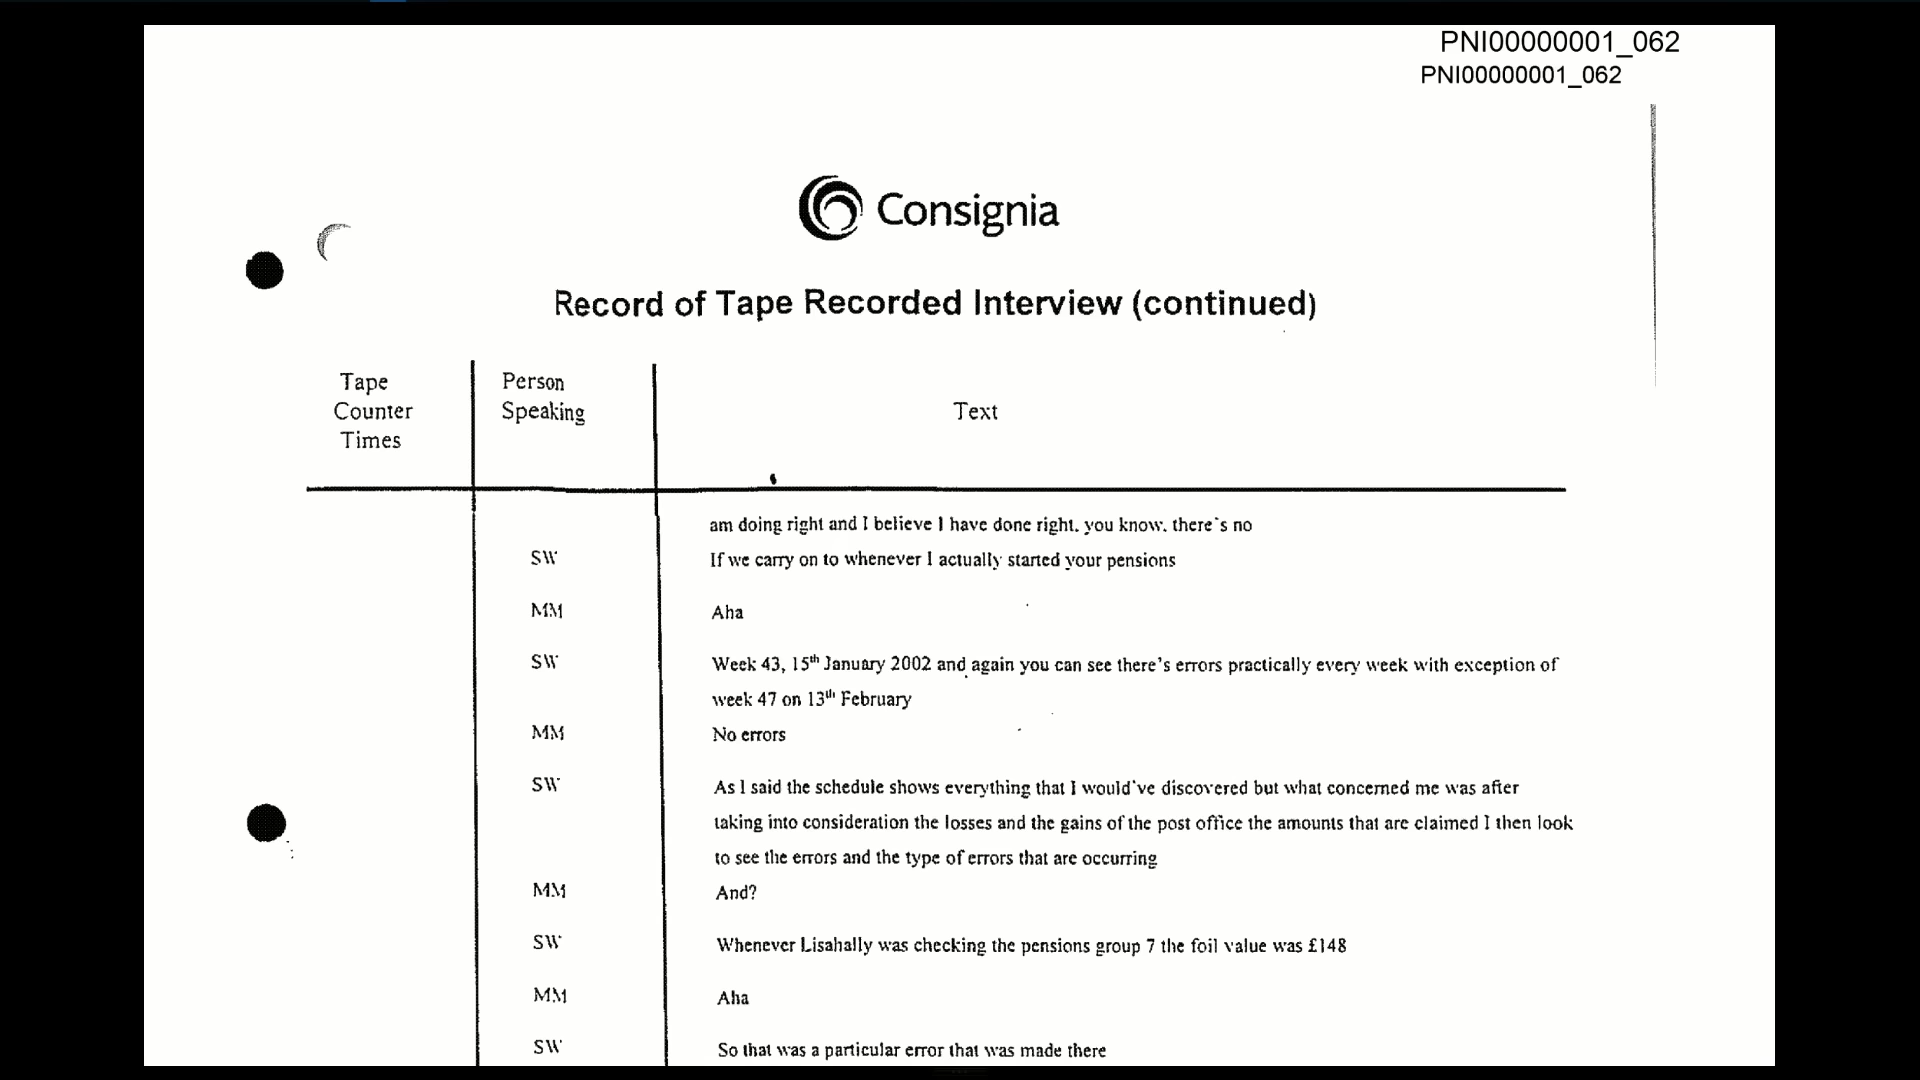 PNI00000001_062
PNI00000001_062
Consignia
Record of Tape Recorded Interview (continued)
Tape Counter Times
Person Speaking
Text
am doing right and I believe I have done right, you know, there's no
SW If we carry on to whenever I actually started your pensions
MM Aha
SW Week 43, 15th January 2002 and again you can see there's errors practically every week with exception of
week 47 on 13th February
MM No errors
SW As I said the schedule shows everything that I would've discovered but what concerned me was after
taking into consideration the losses and the gains of the post office the amounts that are claimed I then look
to see the errors and the type of errors that are occurring
MM And?
SW Whenever Lisahally was checking the pensions group 7 the foil value was £148
MM Aha
SW So that was a particular error that was made there